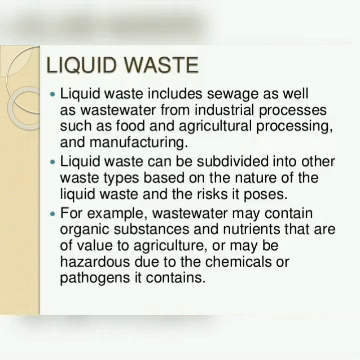 LIQUID WASTE
• Liquid waste includes sewage as well
as wastewater from industrial processes
such as food and agricultural processing,
and manufacturing.
• Liquid waste can be subdivided into other
waste types based on the nature of the
liquid waste and the risks it poses.
• For example, wastewater may contain
organic substances and nutrients that are
of value to agriculture, or may be
hazardous due to the chemicals or
pathogens it contains.